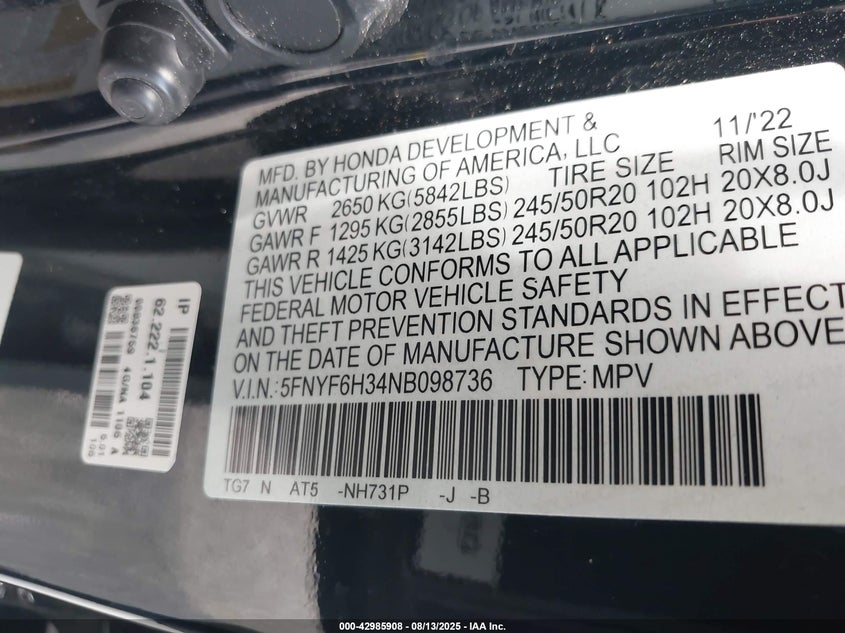 MFD. BY HONDA DEVELOPMENT & 11/'22
MANUFACTURING OF AMERICA, LLC
GVWR 2650 KG(5842LBS) TIRE SIZE RIM SIZE
GAWR F 1295 KG(2855LBS) 245/50R20 102H 20X8.0J
GAWR R 1425 KG(3142LBS) 245/50R20 102H 20X8.0J
THIS VEHICLE CONFORMS TO ALL APPLICABLE
FEDERAL MOTOR VEHICLE SAFETY
AND THEFT PREVENTION STANDARDS IN EFFECT
ON THE DATE OF MANUFACTURE SHOWN ABOVE
V.I.N.: 5FNYF6H34NB098736 TYPE: MPV
TG7 N AT5 -NH731P -J -B
IP
62.222.1.104
4G/NA 1106 A
000-42985908 - 08/13/2025 - IAA Inc.